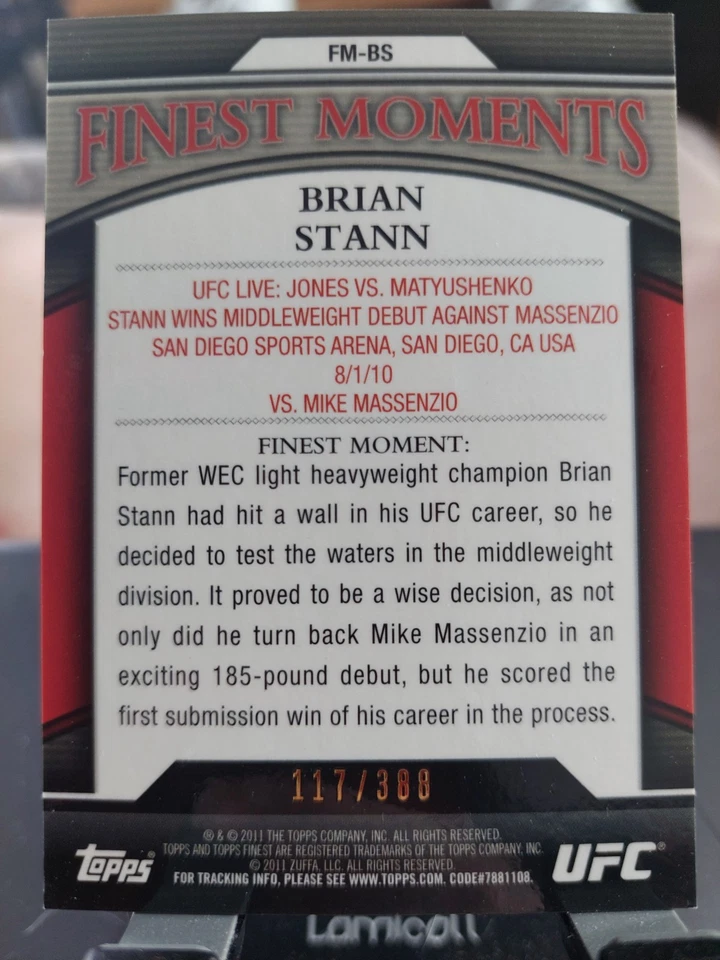 FM-BS
FINEST MOMENTS
BRIAN
STANN
UFC LIVE: JONES VS. MATYUSHENKO
STANN WINS MIDDLEWEIGHT DEBUT AGAINST MASSENZIO
SAN DIEGO SPORTS ARENA, SAN DIEGO, CA USA
8/1/10
VS. MIKE MASSENZIO
FINEST MOMENT:
Former WEC light heavyweight champion Brian
Stann had hit a wall in his UFC career, so he
decided to test the waters in the middleweight
division. It proved to be a wise decision, as not
only did he turn back Mike Massenzio in an
exciting 185-pound debut, but he scored the
first submission win of his career in the process.
117/388
® & © 2011 THE TOPPS COMPANY, INC. ALL RIGHTS RESERVED.
TOPPS AND TOPPS FINEST ARE REGISTERED TRADEMARKS OF THE TOPPS COMPANY, INC.
© 2011 ZUFFA, LLC. ALL RIGHTS RESERVED.
FOR TRACKING INFO, PLEASE SEE WWW.TOPPS.COM. CODE#7881108.
Topps®
UFC®
Lamicall